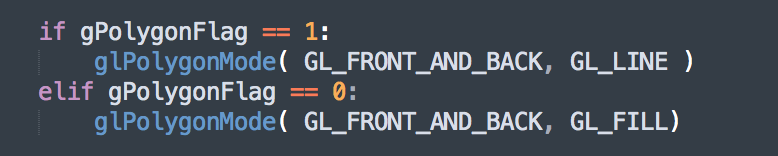 if gPolygonFlag == 1:
    glPolygonMode( GL_FRONT_AND_BACK, GL_LINE )
elif gPolygonFlag == 0:
    glPolygonMode( GL_FRONT_AND_BACK, GL_FILL)